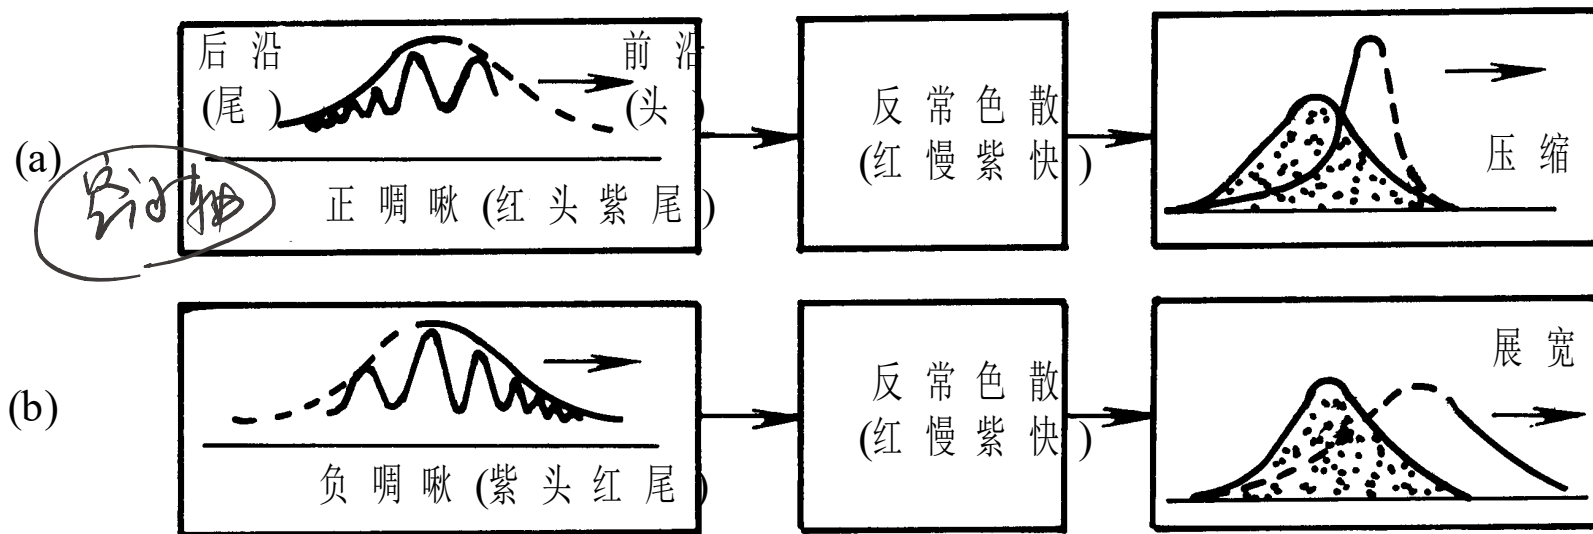 (a)
后沿
(尾)
前沿
(头)
正啁啾(红头紫尾)
轴
反常色散
(红慢紫快)
压缩
(b)
负啁啾(紫头红尾)
反常色散
(红慢紫快)
展宽